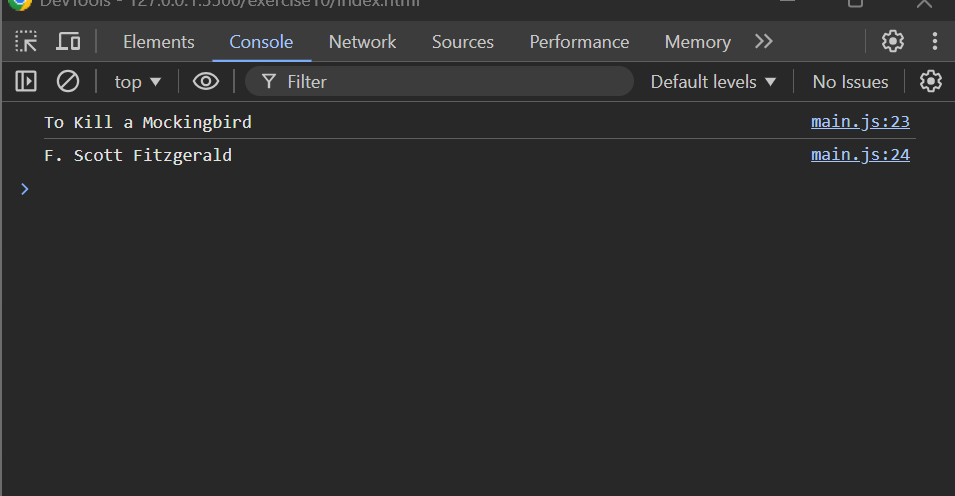 DevTools - 127.0.0.1:5500/exercise10/index.html
Elements Console Network Sources Performance Memory
top Filter Default levels No Issues
To Kill a Mockingbird main.js:23
F. Scott Fitzgerald main.js:24